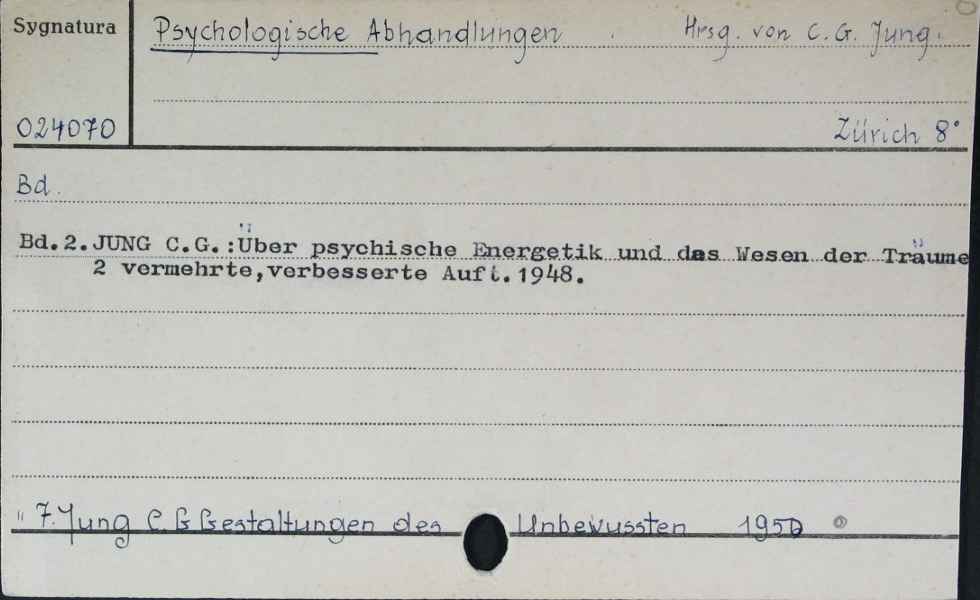 Sygnatura
Psychologische Abhandlungen Hrsg. von C. G. Jung.
024070
Zürich 8°
Bd.
Bd.2.JUNG C.G.:Über psychische Energetik und das Wesen der Träume
2 vermehrte,verbesserte Aufl.1948.
" 7. Jung C. G Gestaltungen des Unbevussten 1950